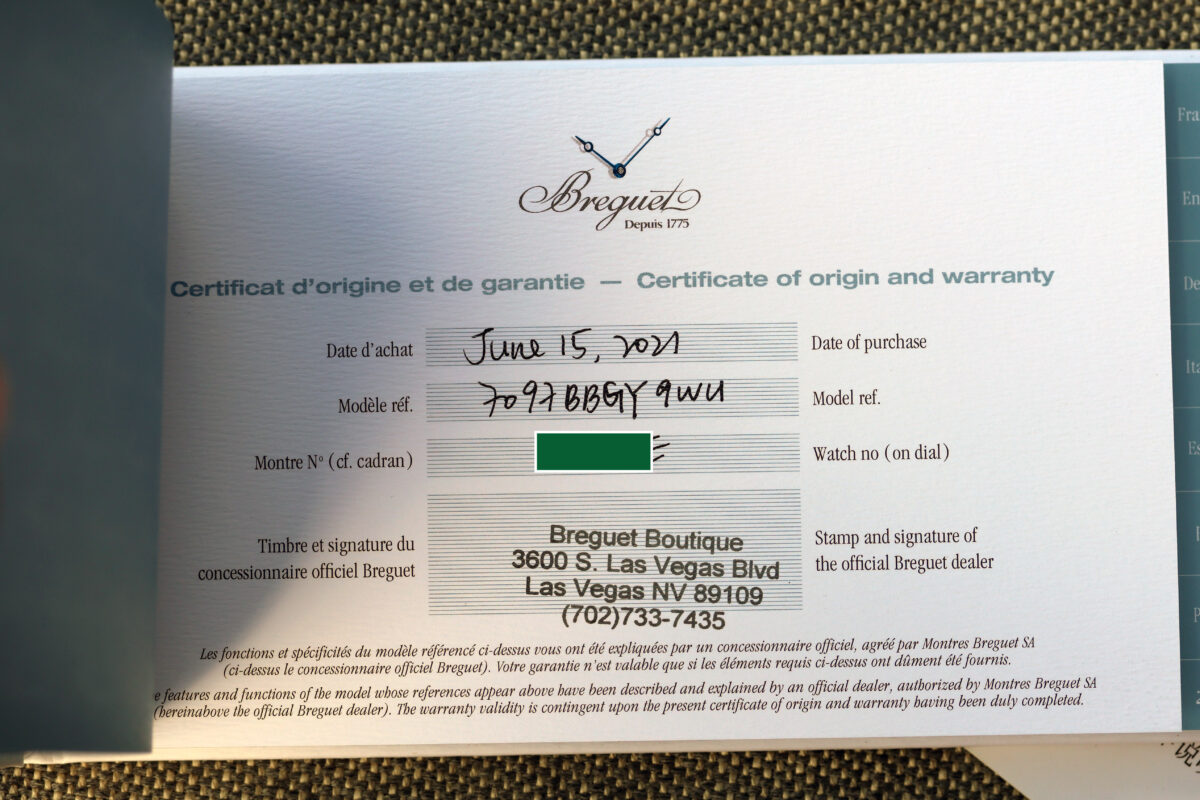 Breguet
Depuis 1775
Certificat d'origine et de garantie — Certificate of origin and warranty
Date d'achat June 15, 2021 Date of purchase
Modèle réf. 7097BBGY9WU Model ref.
Montre N° (cf. cadran) Watch no (on dial)
Timbre et signature du
concessionnaire officiel Breguet
Breguet Boutique
3600 S. Las Vegas Blvd
Las Vegas NV 89109
(702)733-7435
Stamp and signature of
the official Breguet dealer
Les fonctions et spécificités du modèle référencé ci-dessus vous ont été expliquées par un concessionnaire officiel, agréé par Montres Breguet SA
(ci-dessus le concessionnaire officiel Breguet). Votre garantie n'est valable que si les éléments requis ci-dessus ont dûment été fournis.
e features and functions of the model whose references appear above have been described and explained by an official dealer, authorized by Montres Breguet SA
(hereinabove the official Breguet dealer). The warranty validity is contingent upon the present certificate of origin and warranty having been duly completed.
Fra
En
De
Ita
Es